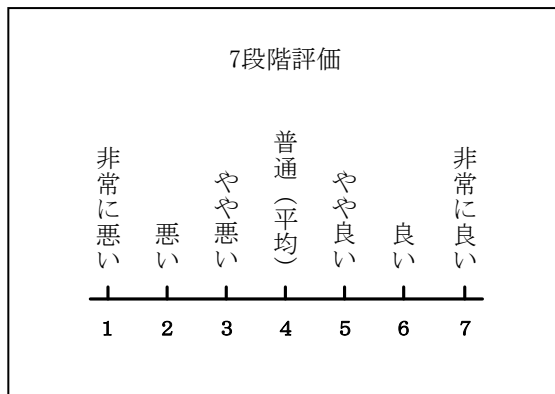 7段階評価
非常に悪い
悪い
やや悪い
普通（平均）
やや良い
良い
非常に良い
1 2 3 4 5 6 7